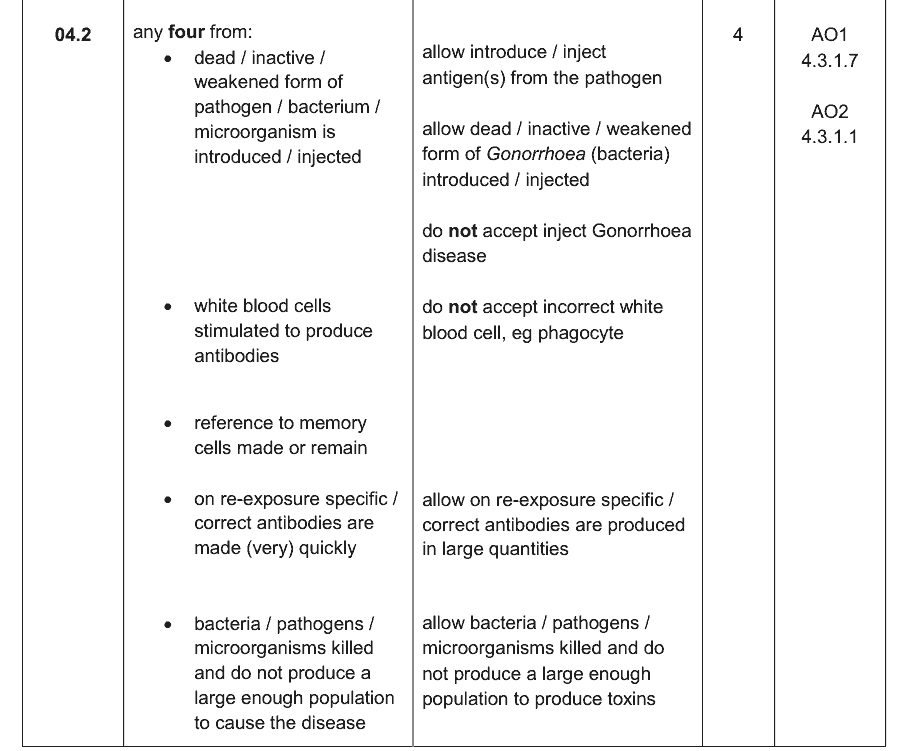 04.2
any four from:
• dead / inactive /
weakened form of
pathogen / bacterium /
microorganism is
introduced / injected
allow introduce / inject
antigen(s) from the pathogen
allow dead / inactive / weakened
form of Gonorrhoea (bacteria)
introduced / injected
do not accept inject Gonorrhoea
disease
4
AO1
4.3.1.7
AO2
4.3.1.1
• white blood cells
stimulated to produce
antibodies
do not accept incorrect white
blood cell, eg phagocyte
• reference to memory
cells made or remain
• on re-exposure specific /
correct antibodies are
made (very) quickly
allow on re-exposure specific /
correct antibodies are produced
in large quantities
• bacteria / pathogens /
microorganisms killed
and do not produce a
large enough population
to cause the disease
allow bacteria / pathogens /
microorganisms killed and do
not produce a large enough
population to produce toxins